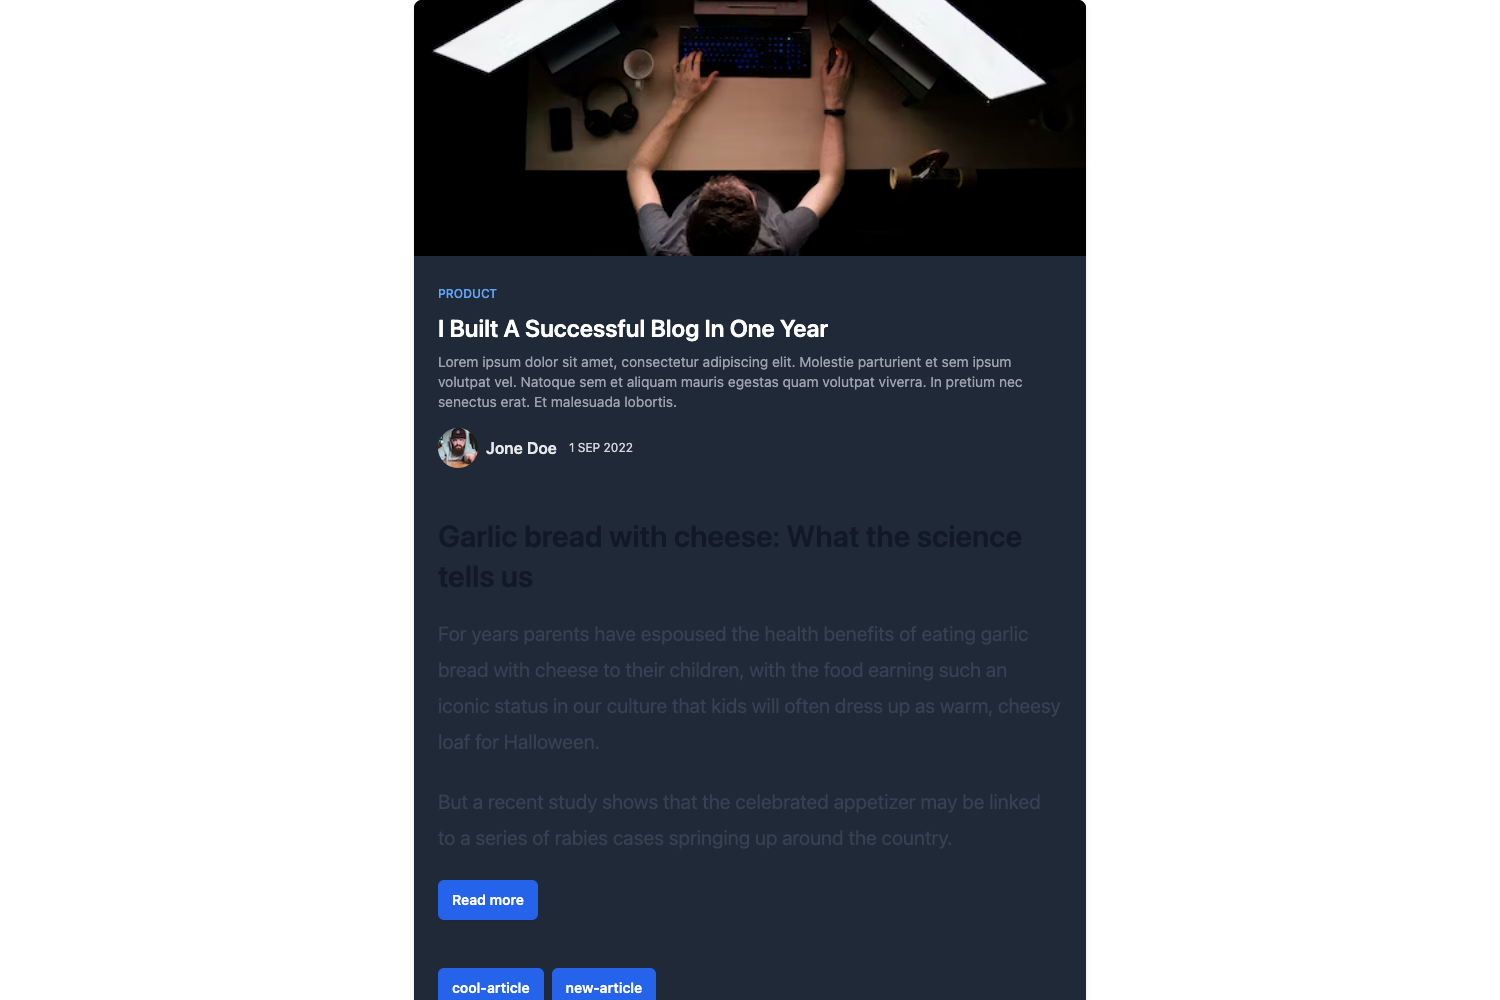 PRODUCT
I Built A Successful Blog In One Year
Lorem ipsum dolor sit amet, consectetur adipiscing elit. Molestie parturient et sem ipsum
volutpat vel. Natoque sem et aliquam mauris egestas quam volutpat viverra. In pretium nec
senectus erat. Et malesuada lobortis.
Jone Doe 1 SEP 2022
Garlic bread with cheese: What the science
tells us
For years parents have espoused the health benefits of eating garlic
bread with cheese to their children, with the food earning such an
iconic status in our culture that kids will often dress up as warm, cheesy
loaf for Halloween.
But a recent study shows that the celebrated appetizer may be linked
to a series of rabies cases springing up around the country.
Read more
cool-article new-article